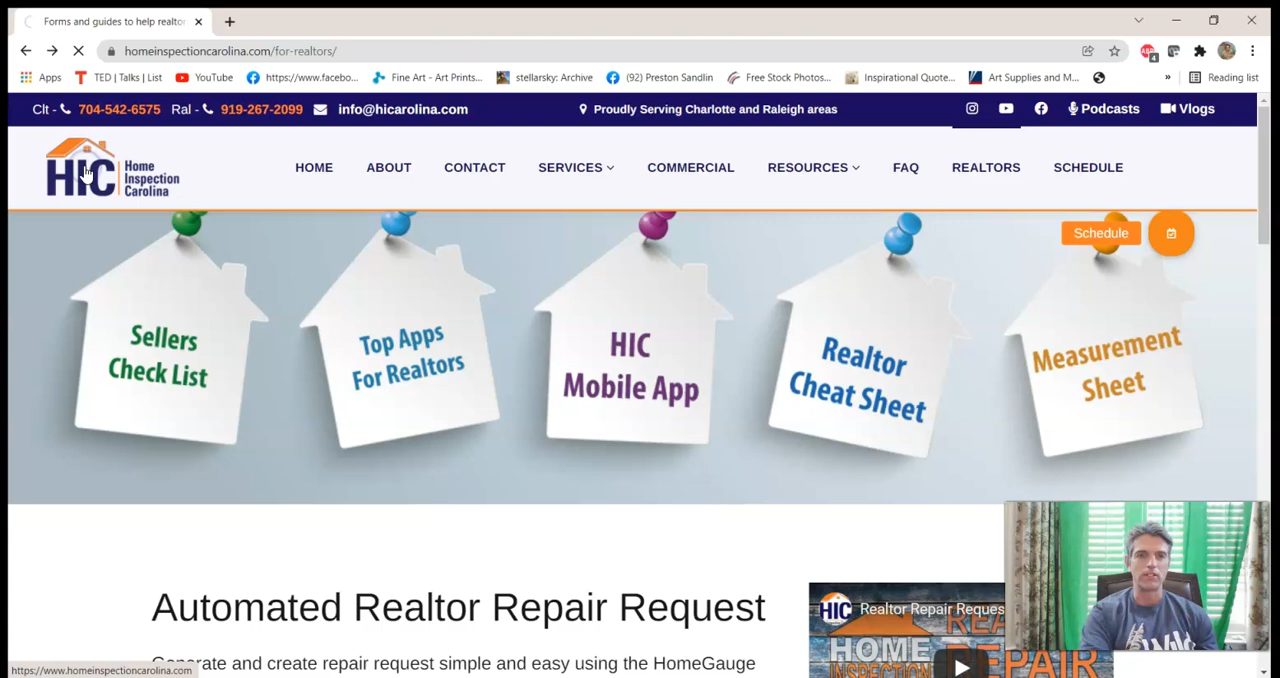 Forms and guides to help realto
homeinspectioncarolina.com/for-realtors/
4
Apps
TED | Talks | List
YouTube
https://www.facebo...
Fine Art - Art Prints...
stellarsky: Archive
(92) Preston Sandlin
Free Stock Photos...
Inspirational Quote...
Art Supplies and M...
»
Reading list
Clt - 704-542-6575 Ral - 919-267-2099 info@hicarolina.com
Proudly Serving Charlotte and Raleigh areas
Podcasts
Vlogs
HIC
Home
Inspection
Carolina
HOME
ABOUT
CONTACT
SERVICES
COMMERCIAL
RESOURCES
FAQ
REALTORS
SCHEDULE
Schedule
Sellers
Check List
Top Apps
For Realtors
HIC
Mobile App
Realtor
Cheat Sheet
Measurement
Sheet
Automated Realtor Repair Request
Generate and create repair request simple and easy using the HomeGauge
HIC
Realtor Repair Reques
HOME
INSPECTION
REPAIR
Wild
https://www.homeinspectioncarolina.com